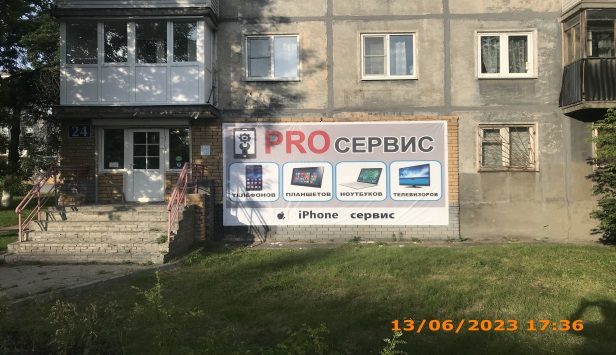 24
PRO СЕРВИС
ТЕЛЕФОНОВ ПЛАНШЕТОВ НОУТБУКОВ ТЕЛЕВИЗОРОВ
iPhone сервис
13/06/2023 17:36